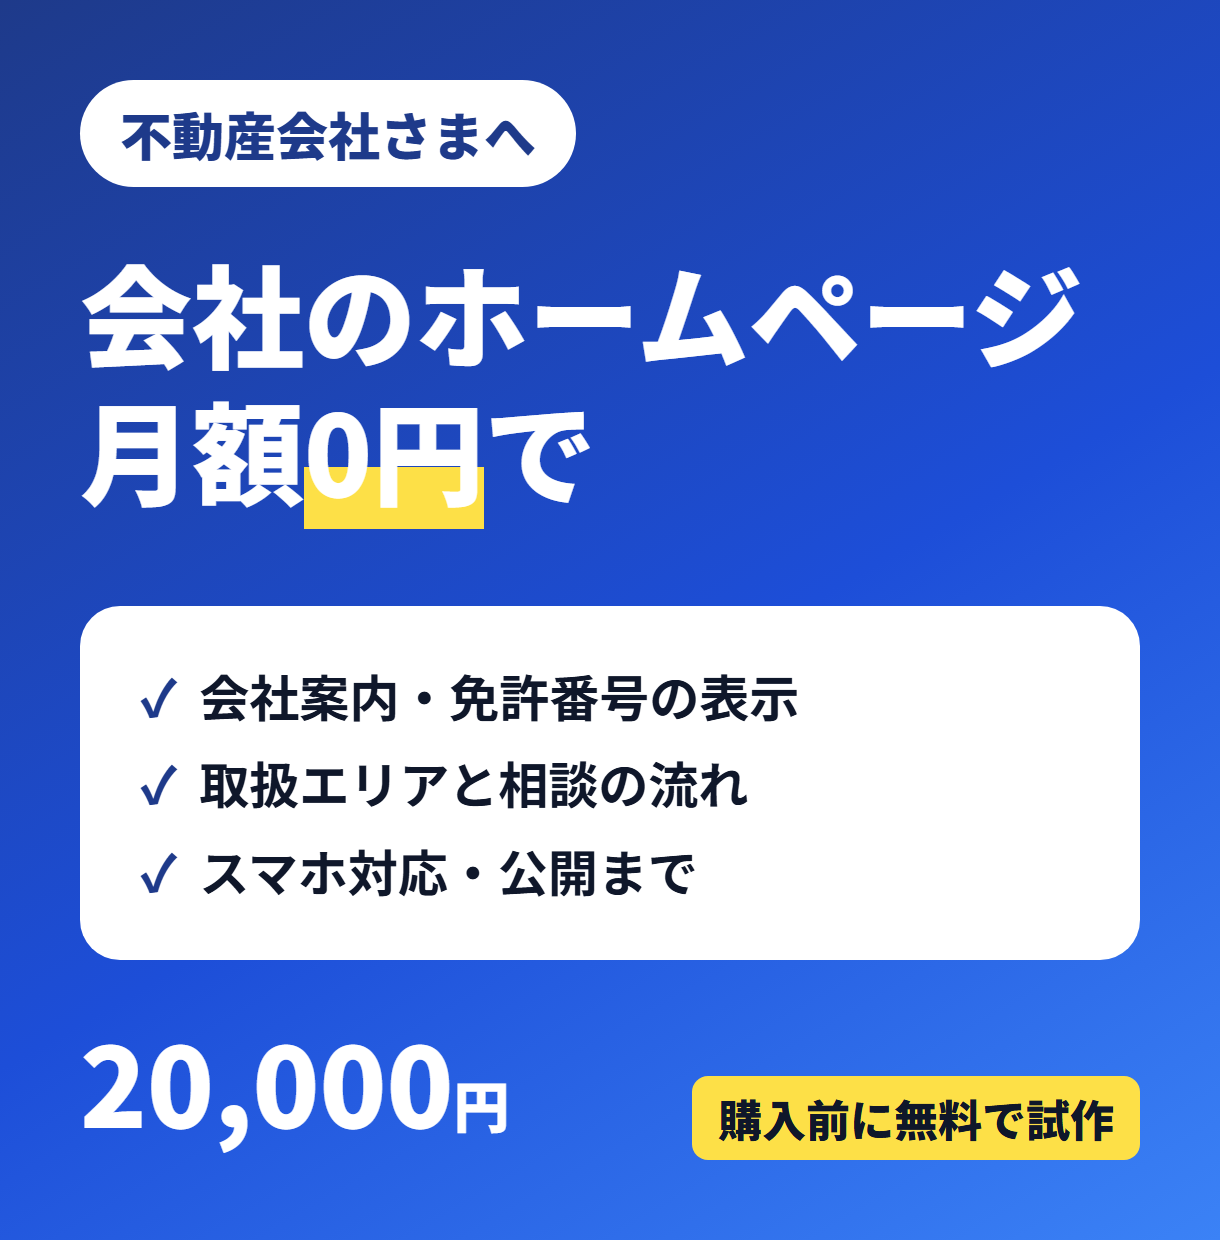 不動産会社さまへ
会社のホームページ
月額0円で
✓ 会社案内・免許番号の表示
✓ 取扱エリアと相談の流れ
✓ スマホ対応・公開まで
20,000円
購入前に無料で試作